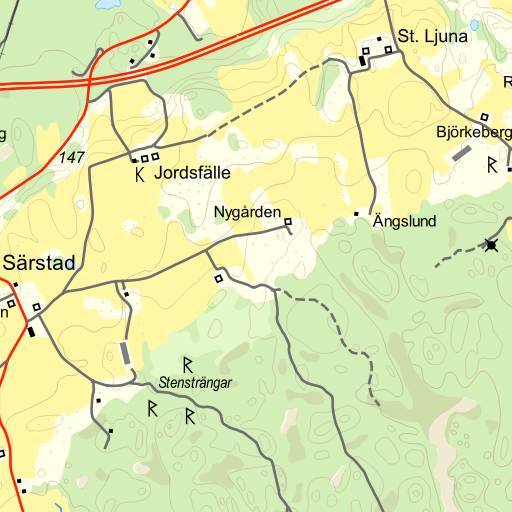 St. Ljuna
R
Björkeberg
g
147
K
Jordsfälle
R
Nygården
Ängslund
Särstad
n
R
Stensträngar
R
R